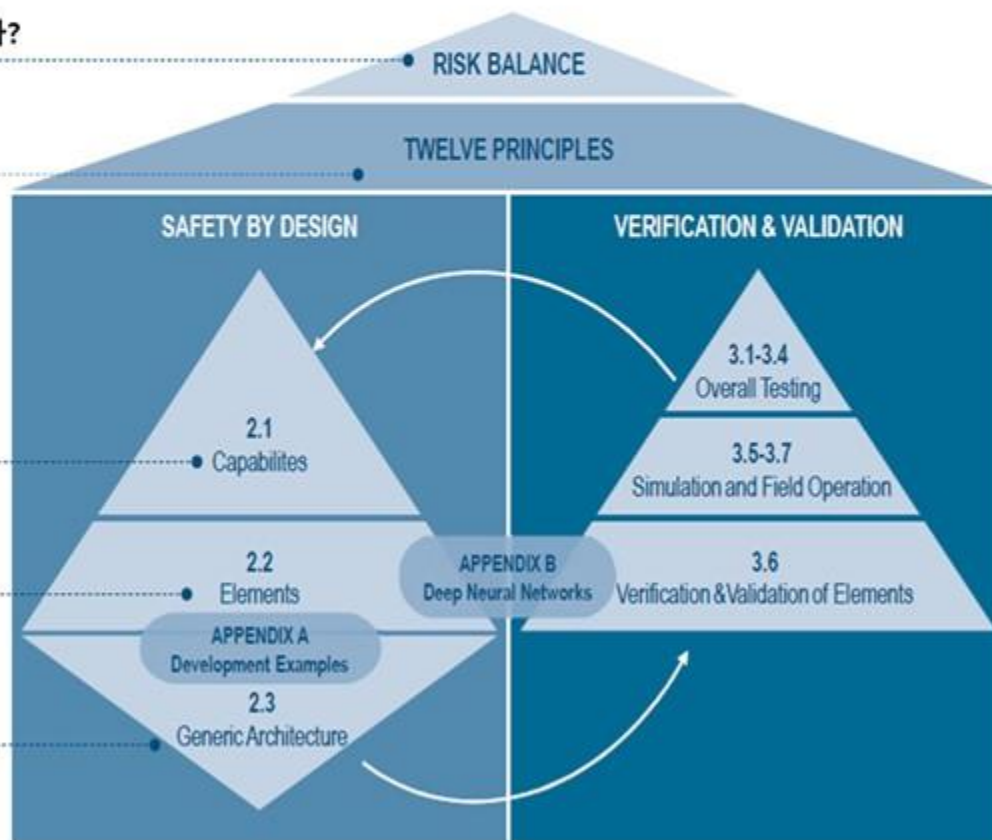 ?
RISK BALANCE
TWELVE PRINCIPLES
SAFETY BY DESIGN
VERIFICATION & VALIDATION
2.1
Capabilites
2.2
Elements
APPENDIX A
Development Examples
2.3
Generic Architecture
APPENDIX B
Deep Neural Networks
3.1-3.4
Overall Testing
3.5-3.7
Simulation and Field Operation
3.6
Verification & Validation of Elements